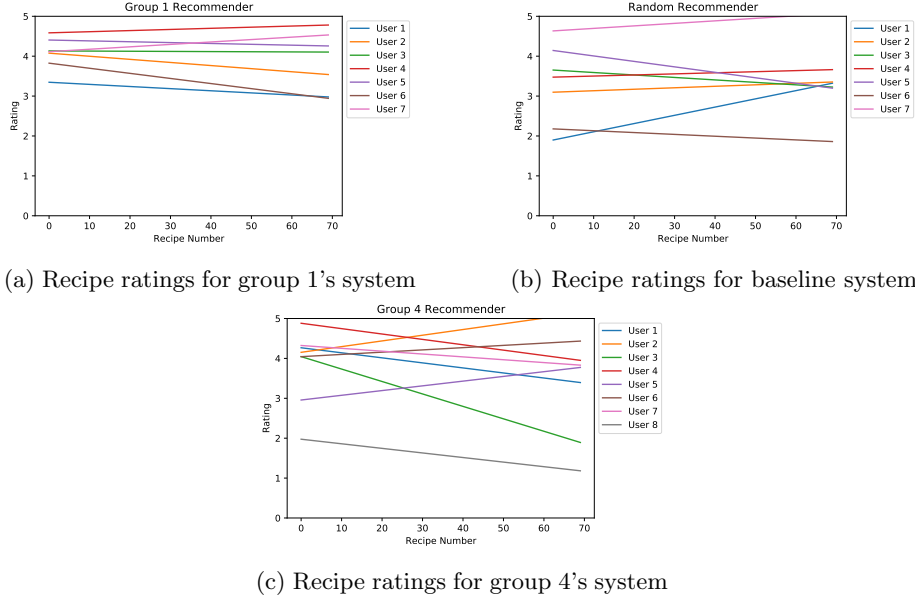 Group 1 Recommender
5
4
3
2
1
0
Rating
0 10 20 30 40 50 60 70
Recipe Number
User 1
User 2
User 3
User 4
User 5
User 6
User 7
(a) Recipe ratings for group 1’s system
Random Recommender
5
4
3
2
1
0
Rating
0 10 20 30 40 50 60 70
Recipe Number
User 1
User 2
User 3
User 4
User 5
User 6
User 7
(b) Recipe ratings for baseline system
Group 4 Recommender
5
4
3
2
1
0
Rating
0 10 20 30 40 50 60 70
Recipe Number
User 1
User 2
User 3
User 4
User 5
User 6
User 7
User 8
(c) Recipe ratings for group 4’s system